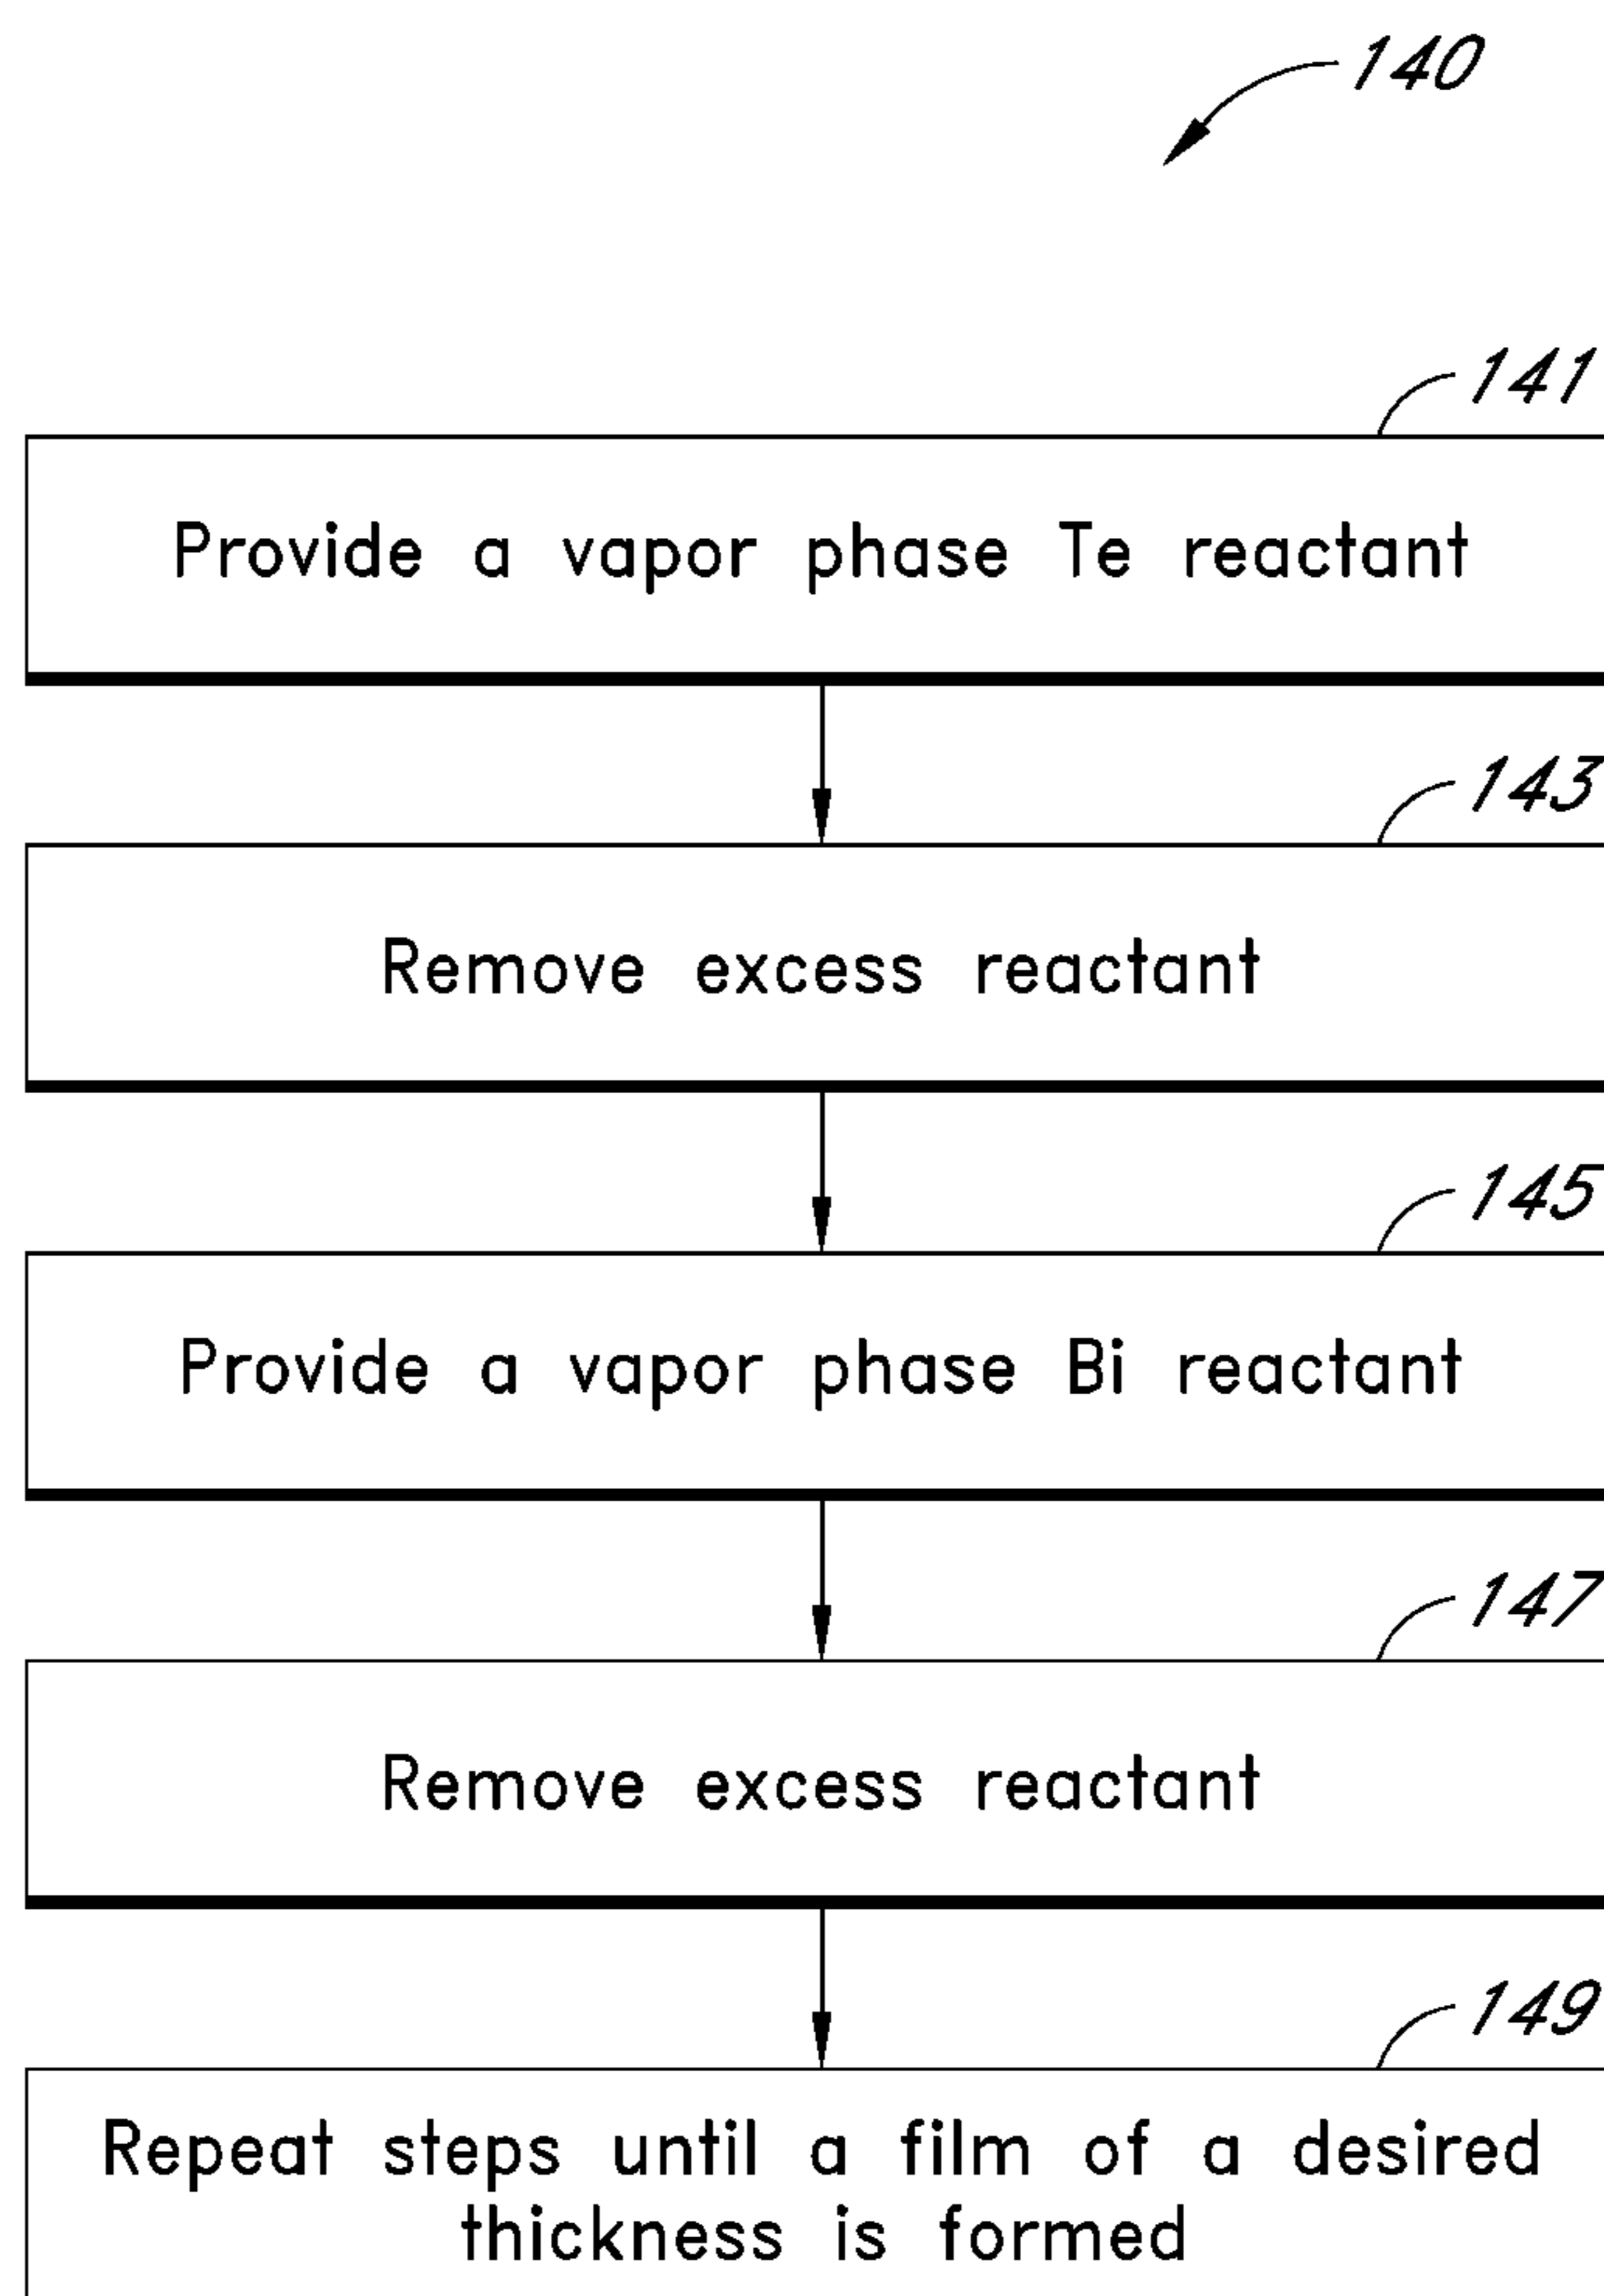 140
141
Provide a vapor phase Te reactant
143
Remove excess reactant
145
Provide a vapor phase Bi reactant
147
Remove excess reactant
149
Repeat steps until a film of a desired
thickness is formed